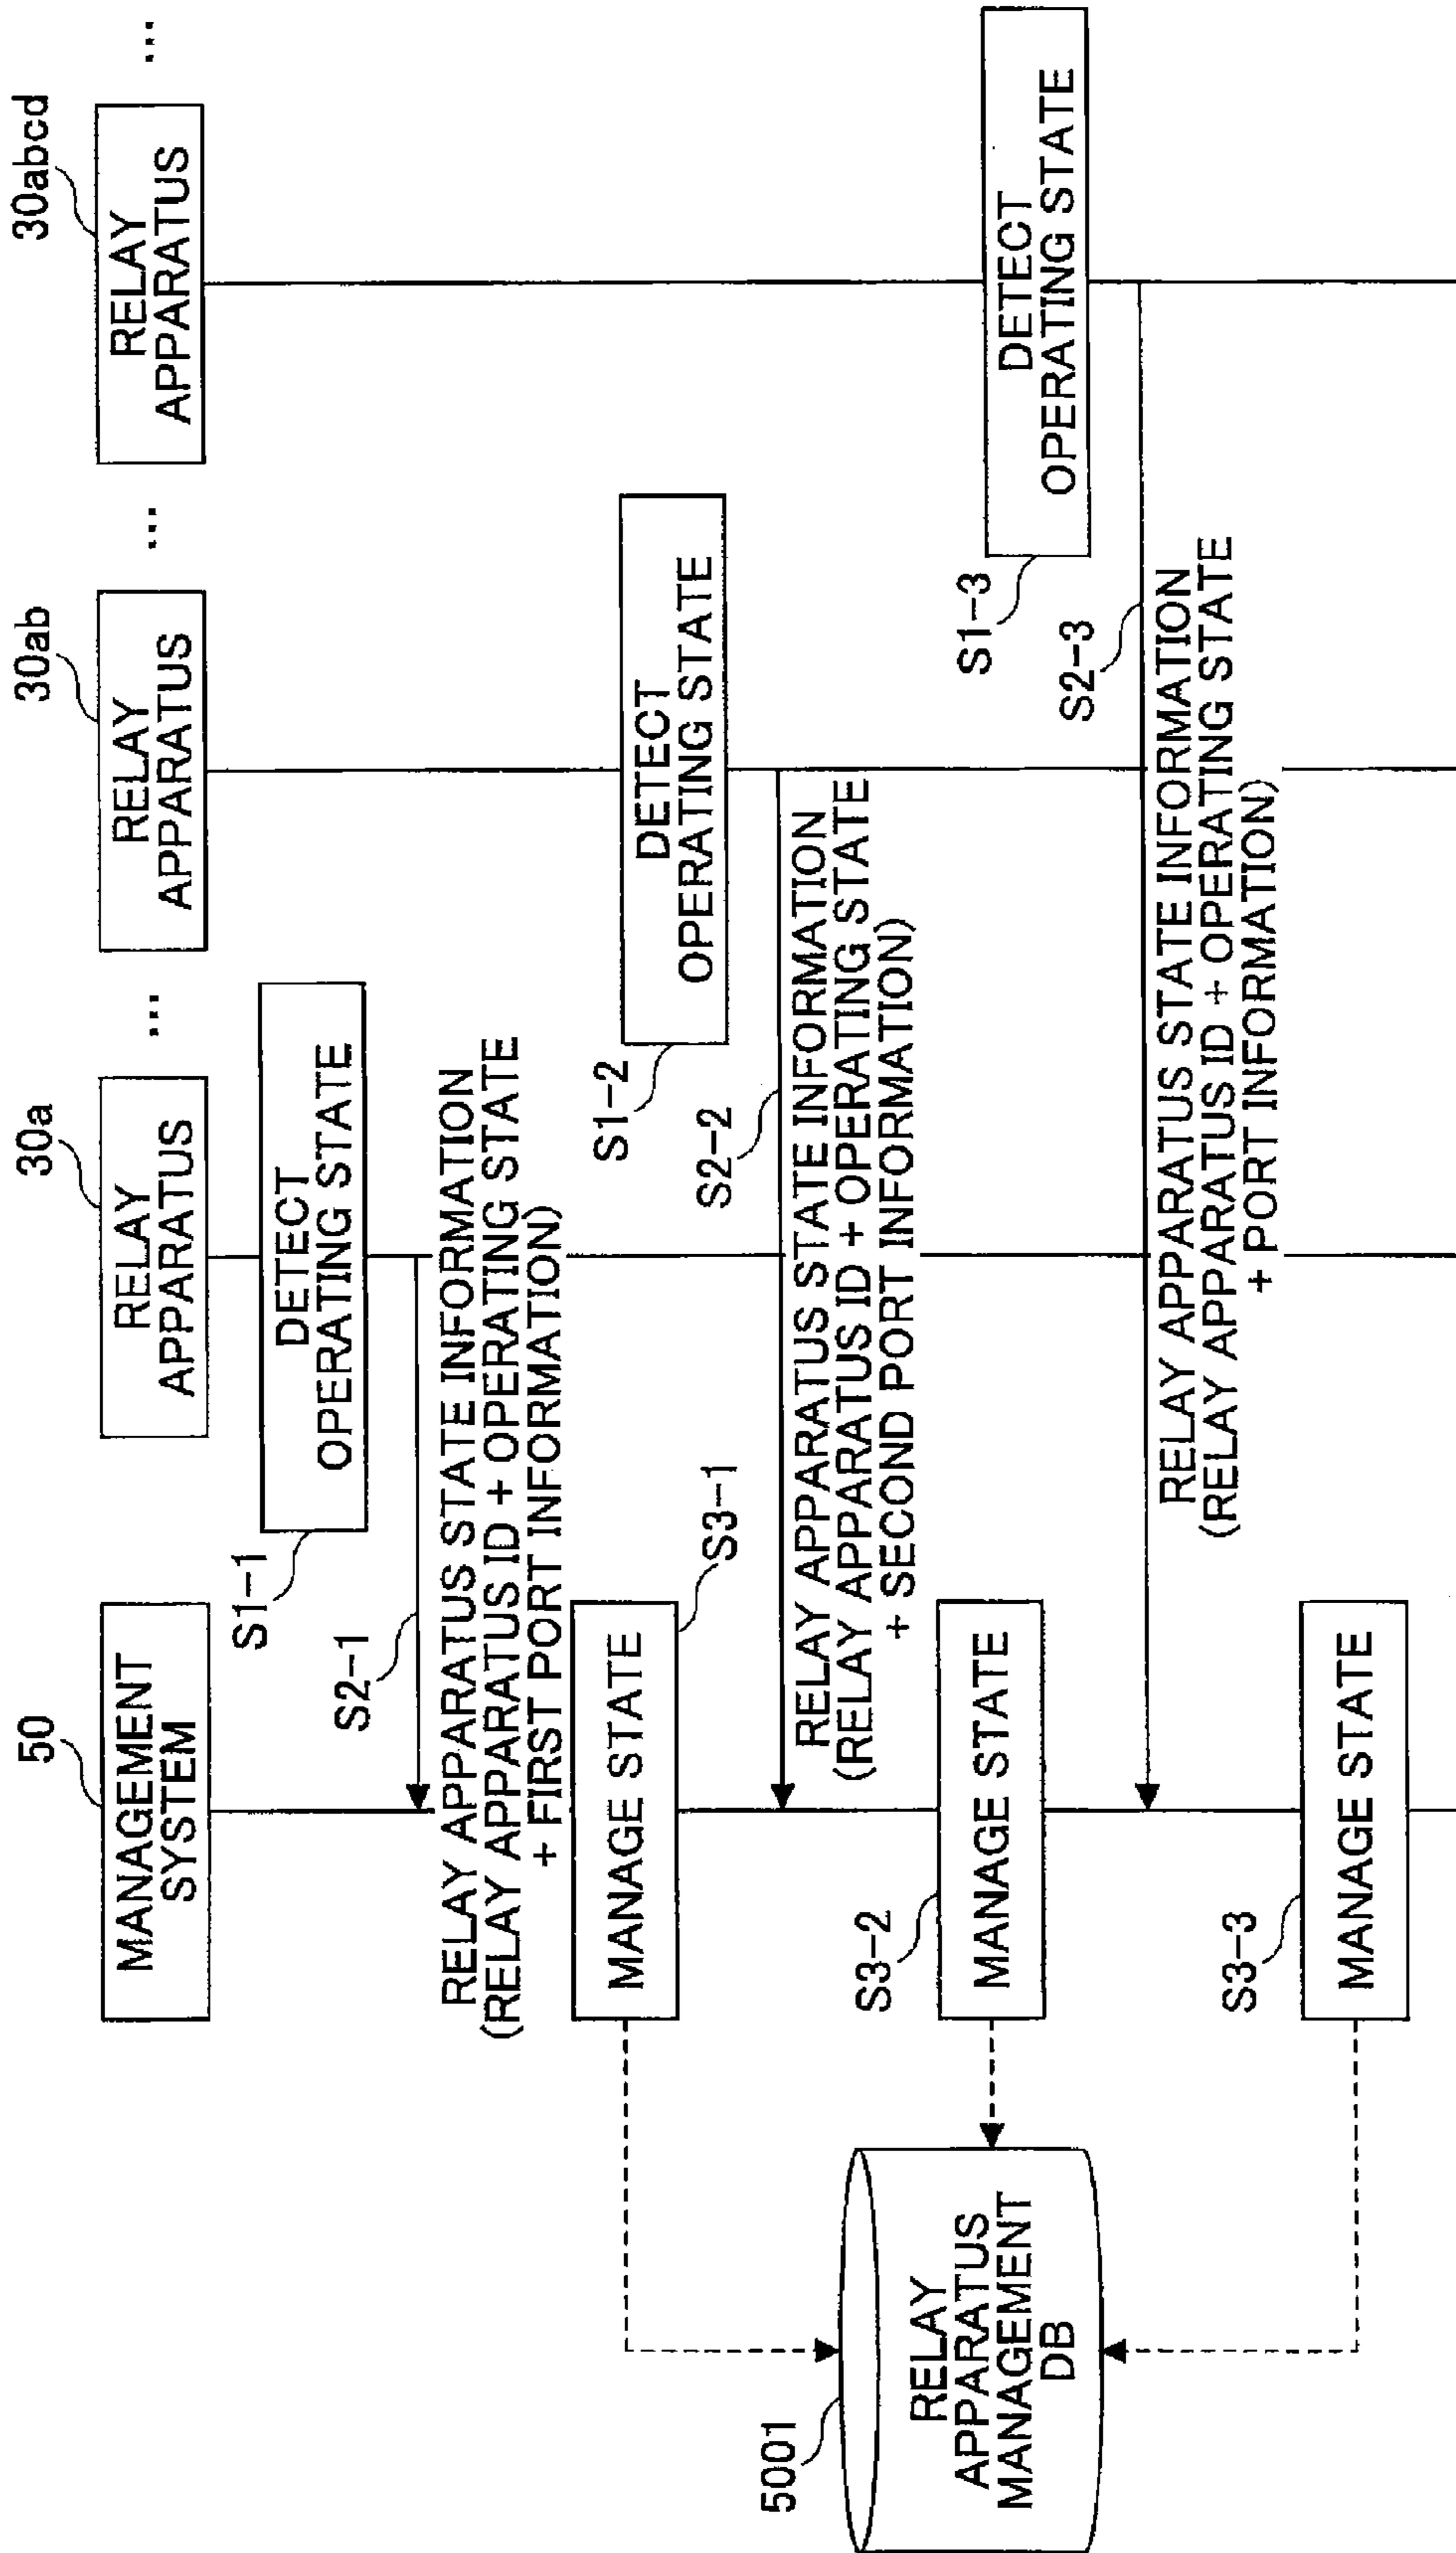 50
MANAGEMENT
SYSTEM
30a
RELAY
APPARATUS
...
30ab
RELAY
APPARATUS
...
30abcd
RELAY
APPARATUS
...
S1-1
DETECT
OPERATING STATE
S2-1
RELAY APPARATUS STATE INFORMATION
(RELAY APPARATUS ID + OPERATING STATE
+ FIRST PORT INFORMATION)
MANAGE STATE
S3-1
S1-2
DETECT
OPERATING STATE
S2-2
RELAY APPARATUS STATE INFORMATION
(RELAY APPARATUS ID + OPERATING STATE
+ SECOND PORT INFORMATION)
5001
RELAY
APPARATUS
MANAGEMENT
DB
S3-2
MANAGE STATE
S1-3
DETECT
OPERATING STATE
S2-3
RELAY APPARATUS STATE INFORMATION
(RELAY APPARATUS ID + OPERATING STATE
+ PORT INFORMATION)
S3-3
MANAGE STATE